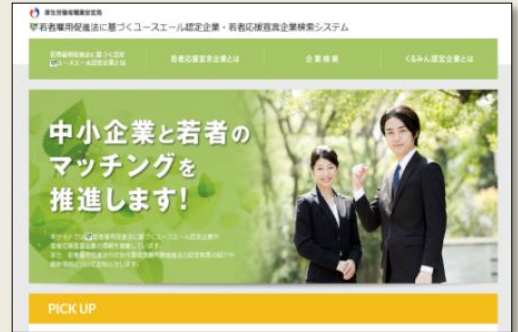 厚生労働省職業安定局
若者雇用促進法に基づくユースエール認定企業・若者応援宣言企業検索システム
若者雇用促進法に基づく認定
ユースエール認定企業とは
若者応援宣言企業とは
企業検索
くるみん認定企業とは
中小企業と若者の
マッチングを
推進します!
PICK UP